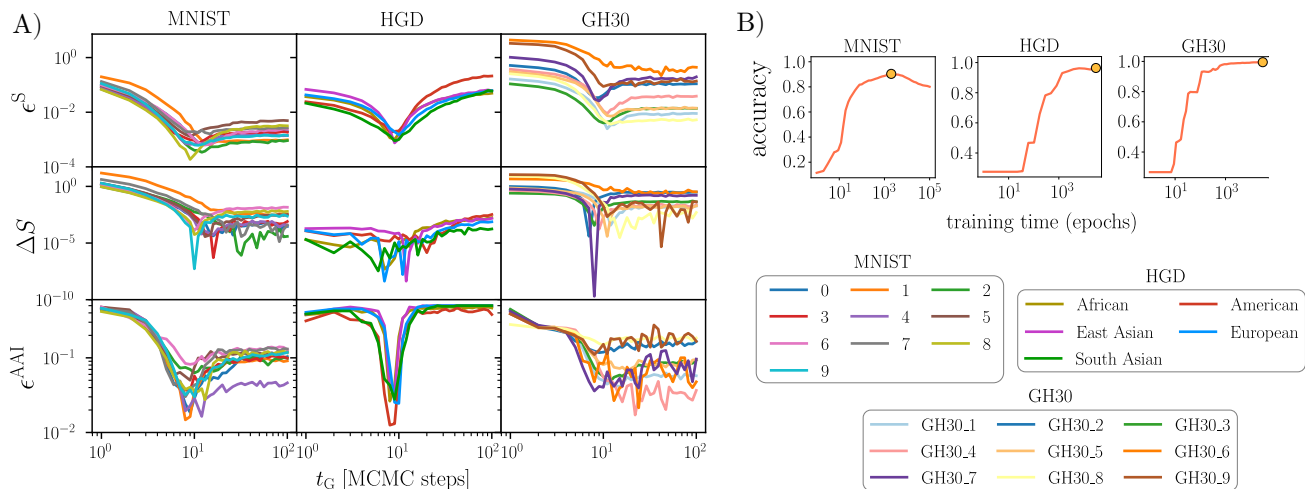 A)
MNIST
HGD
GH30
ϵ^S
10^0
10^-2
10^-4
ΔS
10^0
10^-5
10^-10
ϵ^AAI
10^-1
10^-2
10^0 10^1 10^2
10^0 10^1 10^2
10^0 10^1 10^2
t_G [MCMC steps]
B)
MNIST
HGD
GH30
accuracy
1.0
0.8
0.6
0.4
0.2
10^1 10^3 10^5
1.0
0.8
0.6
0.4
10^1 10^3
1.0
0.8
0.6
0.4
10^1 10^3
training time (epochs)
MNIST
0 1 2
3 4 5
6 7 8
9
HGD
African American
East Asian European
South Asian
GH30
GH30_1 GH30_2 GH30_3
GH30_4 GH30_5 GH30_6
GH30_7 GH30_8 GH30_9